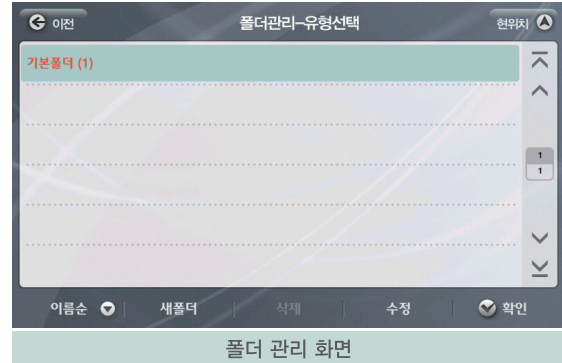 이전 폴더관리-유형선택 현위치
기본폴더 (1)
1
1
이름순 새폴더 삭제 수정 확인
폴더 관리 화면